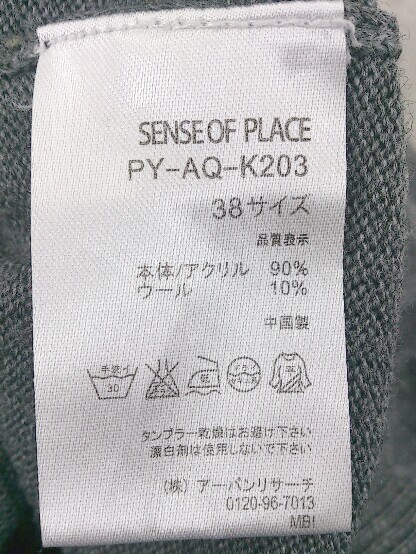 SENSE OF PLACE
PY-AQ-K203
38サイズ
品質表示
本体/アクリル 90%
ウール 10%
中国製
手洗イ
30
平
タンブラー乾燥はお避け下さい
漂白剤は使用しないで下さい
(株) アーバンリサーチ
0120-96-7013
MBI